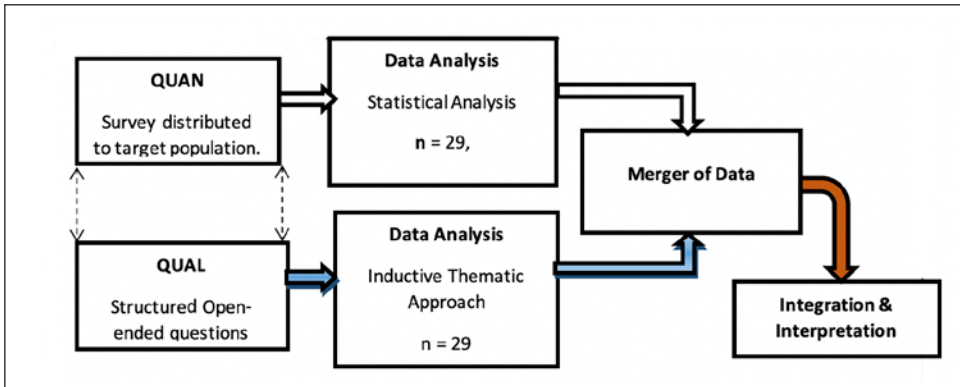 QUAN
Survey distributed
to target population.
Data Analysis
Statistical Analysis
n = 29,
QUAL
Structured Open-
ended questions
Data Analysis
Inductive Thematic
Approach
n = 29
Merger of Data
Integration &
Interpretation